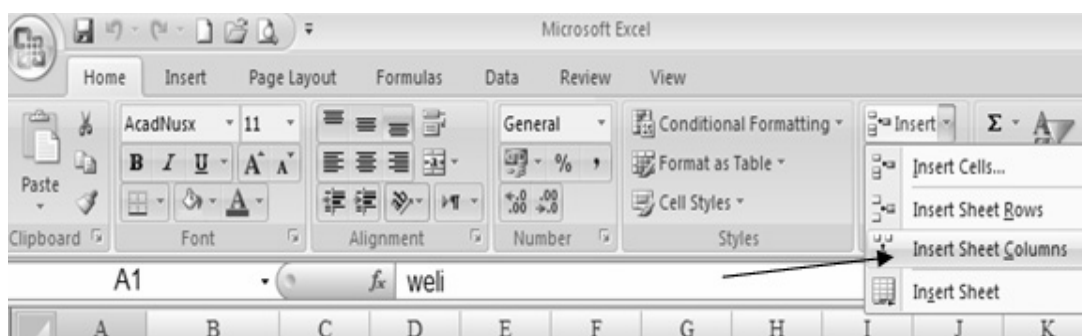 Microsoft Excel
Home Insert Page Layout Formulas Data Review View
AcadNusx 11 General Conditional Formatting Insert Σ
Paste B I U A A % , Format as Table Insert Cells...
A .00 .0 Cell Styles Insert Sheet Rows
Clipboard Font Alignment Number Styles Insert Sheet Columns
A1 fx weli Insert Sheet
A B C D E F G H I J K